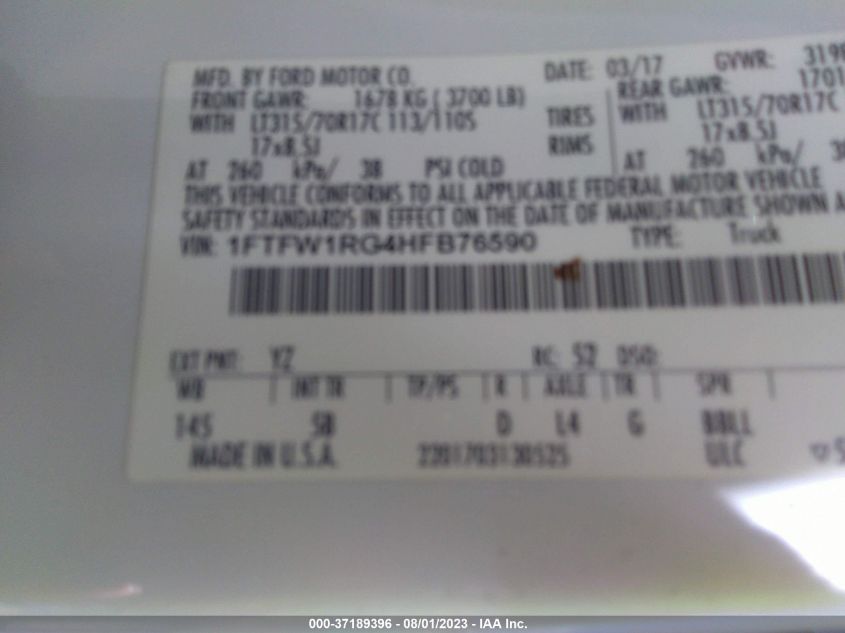 MFD. BY FORD MOTOR CO. DATE: 03/17 GVWR:
FRONT GAWR: 1678 KG ( 3700 LB) REAR GAWR: 1701
WITH LT315/70R17C 113/110S TIRES WITH LT315/70R17C
17x8.5J RIMS 17x8.5J
AT 260 kPa/ 38 PSI COLD AT 260 kPa/
THIS VEHICLE CONFORMS TO ALL APPLICABLE FEDERAL MOTOR VEHICLE
SAFETY STANDARDS IN EFFECT ON THE DATE OF MANUFACTURE SHOWN A
VIN: 1FTFW1RG4HFB76590 TYPE: Truck
EXT PNT: YZ RC: 52 DSO:
WB INT TR TP/PS R AXLE TR SPR
145 5B D L4 G BBLL
MADE IN U.S.A. 2201703130525 ULC
000-37189396 - 08/01/2023 - IAA Inc.